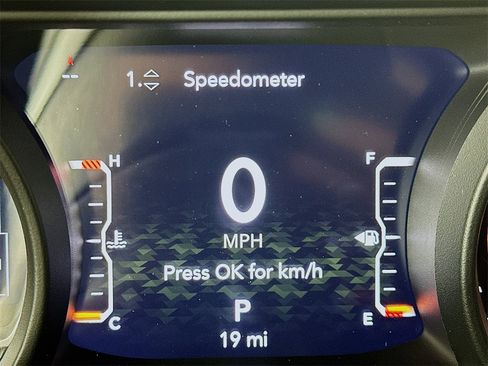 1. Speedometer
H
F
0
MPH
Press OK for km/h
P
C
E
19 mi